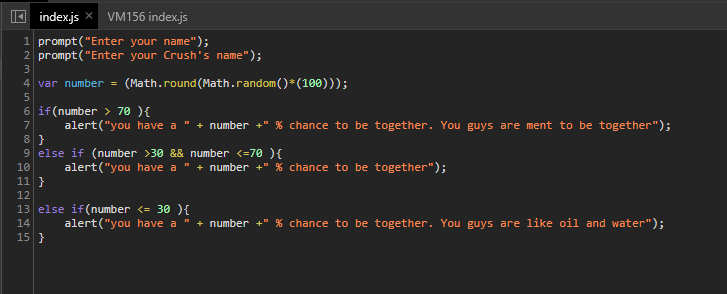 index.js × VM156 index.js
1 prompt("Enter your name");
2 prompt("Enter your Crush's name");
3
4 var number = (Math.round(Math.random()*(100)));
5
6 if(number > 70 ){
7     alert("you have a " + number +" % chance to be together. You guys are ment to be together");
8 }
9 else if (number >30 && number <=70 ){
10     alert("you have a " + number +" % chance to be together");
11 }
12
13 else if(number <= 30 ){
14     alert("you have a " + number +" % chance to be together. You guys are like oil and water");
15 }